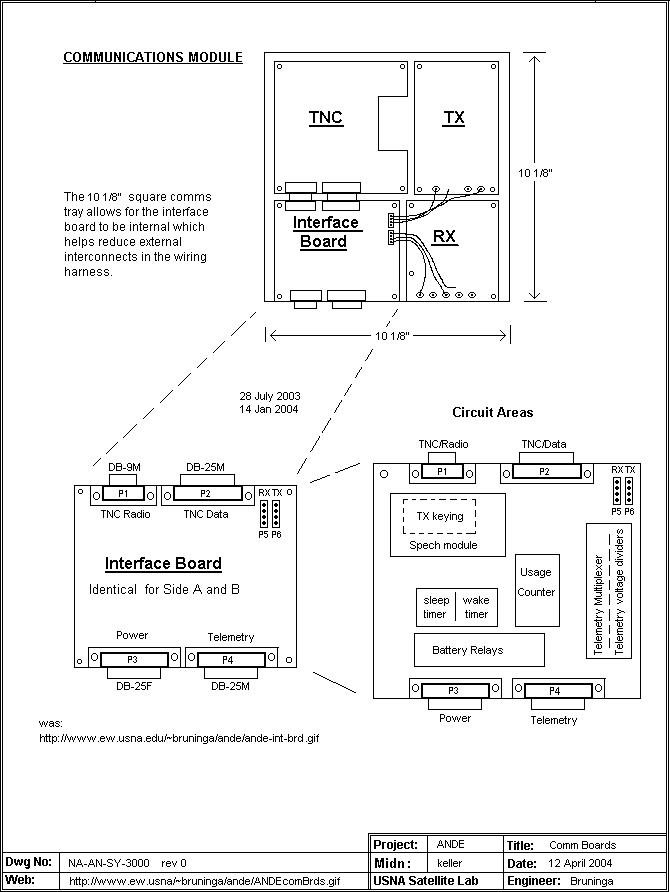 COMMUNICATIONS MODULE
TNC
TX
10 1/8"
The 10 1/8" square comms
tray allows for the interface
board to be internal which
helps reduce external
interconnects in the wiring
harness.
Interface
Board
RX
10 1/8"
28 July 2003
14 Jan 2004
Circuit Areas
DB-9M
DB-25M
P1
P2
TNC Radio
TNC Data
RX TX
P5 P6
Interface Board
Identical for Side A and B
Power
Telemetry
P3
P4
DB-25F
DB-25M
TNC/Radio
TNC/Data
P1
P2
RX TX
P5 P6
TX keying
Spech module
Usage
Counter
sleep
timer
wake
timer
Battery Relays
Telemetry Multiplexer
Telemetry voltage dividers
P3
P4
Power
Telemetry
was:
http://www.ew.usna.edu/~bruninga/ande/ande-int-brd.gif
Project: ANDE Title: Comm Boards
Dwg No: NA-AN-SY-3000 rev 0 Midn : keller Date: 12 April 2004
Web: http://www.ew.usna/~bruninga/ande/ANDEcomBrds.gif USNA Satellite Lab Engineer: Bruninga